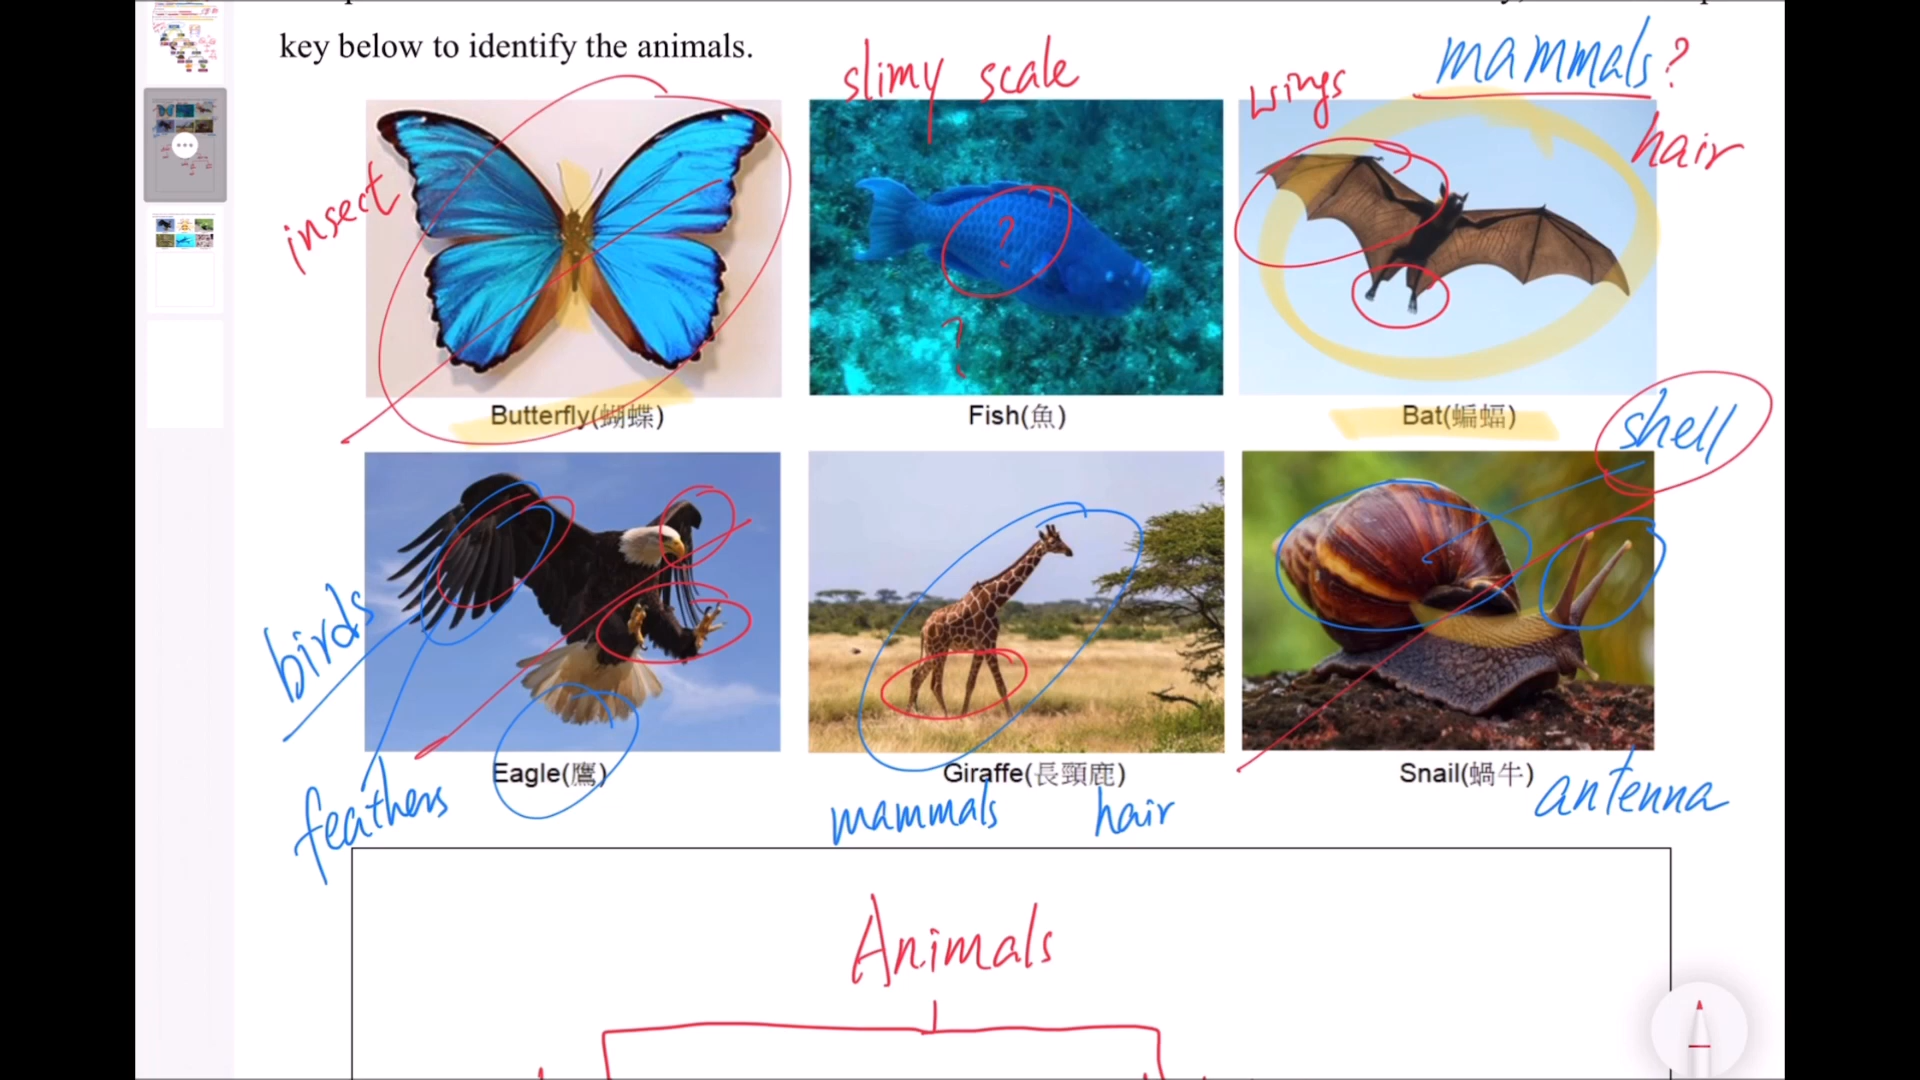 key below to identify the animals.
slimy scale
wings
mammals?
hair
insect
Butterfly(蝴蝶)
Fish(魚)
Bat(蝙蝠)
shell
birds
feathers
Eagle(鷹)
Giraffe(長頸鹿)
Snail(蝸牛)
mammals hair
antenna
Animals